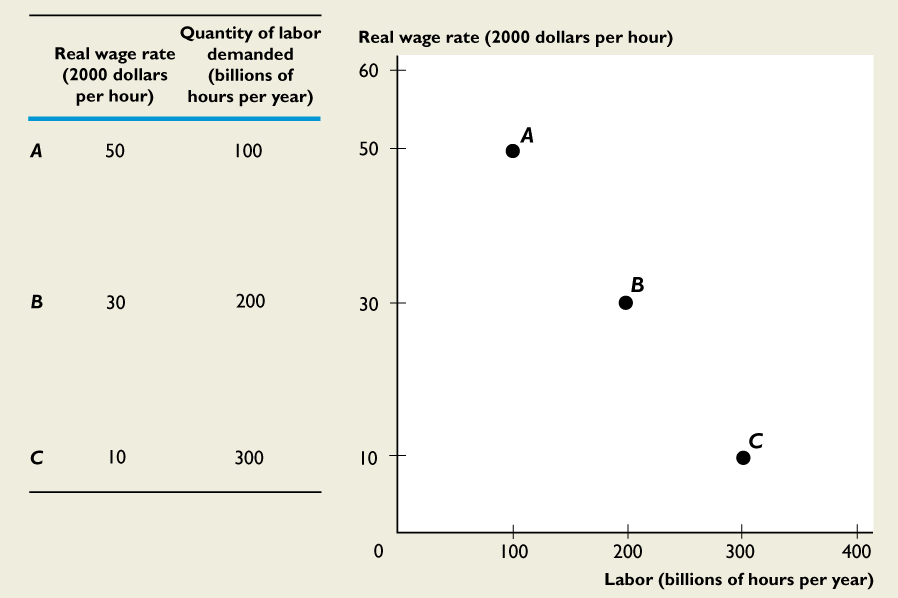 Real wage rate
(2000 dollars
per hour)
Quantity of labor
demanded
(billions of
hours per year)
A 50 100
B 30 200
C 10 300
Real wage rate (2000 dollars per hour)
60
50
30
10
A
B
C
0 100 200 300 400
Labor (billions of hours per year)